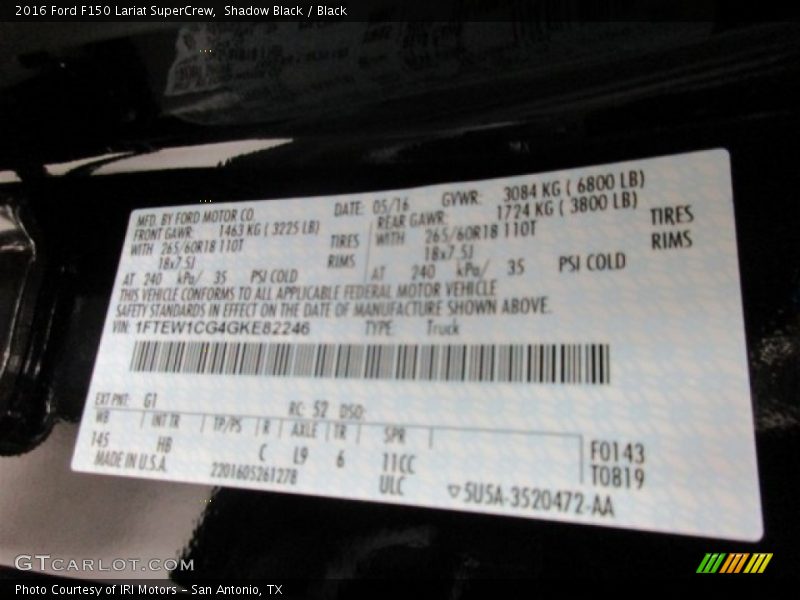 2016 Ford F150 Lariat SuperCrew, Shadow Black / Black
MFD. BY FORD MOTOR CO. DATE: 05/16 GVWR: 3084 KG ( 6800 LB)
FRONT GAWR: 1463 KG ( 3225 LB) REAR GAWR: 1724 KG ( 3800 LB)
WITH 265/60R18 110T TIRES WITH 265/60R18 110T TIRES
18x7.5J RIMS 18x7.5J RIMS
AT 240 kPa/ 35 PSI COLD AT 240 kPa/ 35 PSI COLD
THIS VEHICLE CONFORMS TO ALL APPLICABLE FEDERAL MOTOR VEHICLE
SAFETY STANDARDS IN EFFECT ON THE DATE OF MANUFACTURE SHOWN ABOVE.
VIN: 1FTEW1CG4GKE82246 TYPE: Truck
EXT PNT: G1 RC: 52 DSO:
WB INT TR TP/PS R AXLE TR SPR
145 HB C L9 6 11CC F0143
MADE IN U.S.A. 2201605261278 ULC T0819
5U5A-3520472-AA
GTCARLOT.COM
Photo Courtesy of IRI Motors - San Antonio, TX